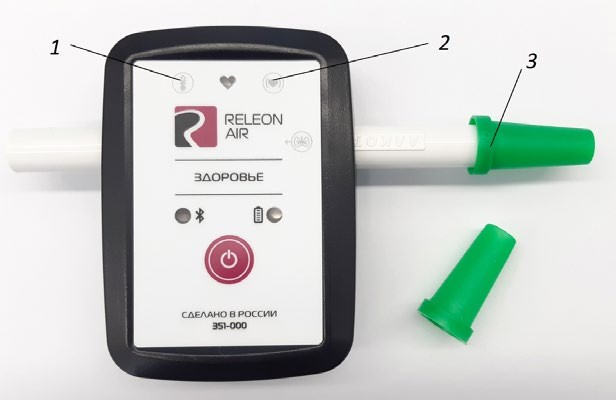 1
2
3
RELEON
AIR
ЗДОРОВЬЕ
СДЕЛАНО В РОССИИ
351-000